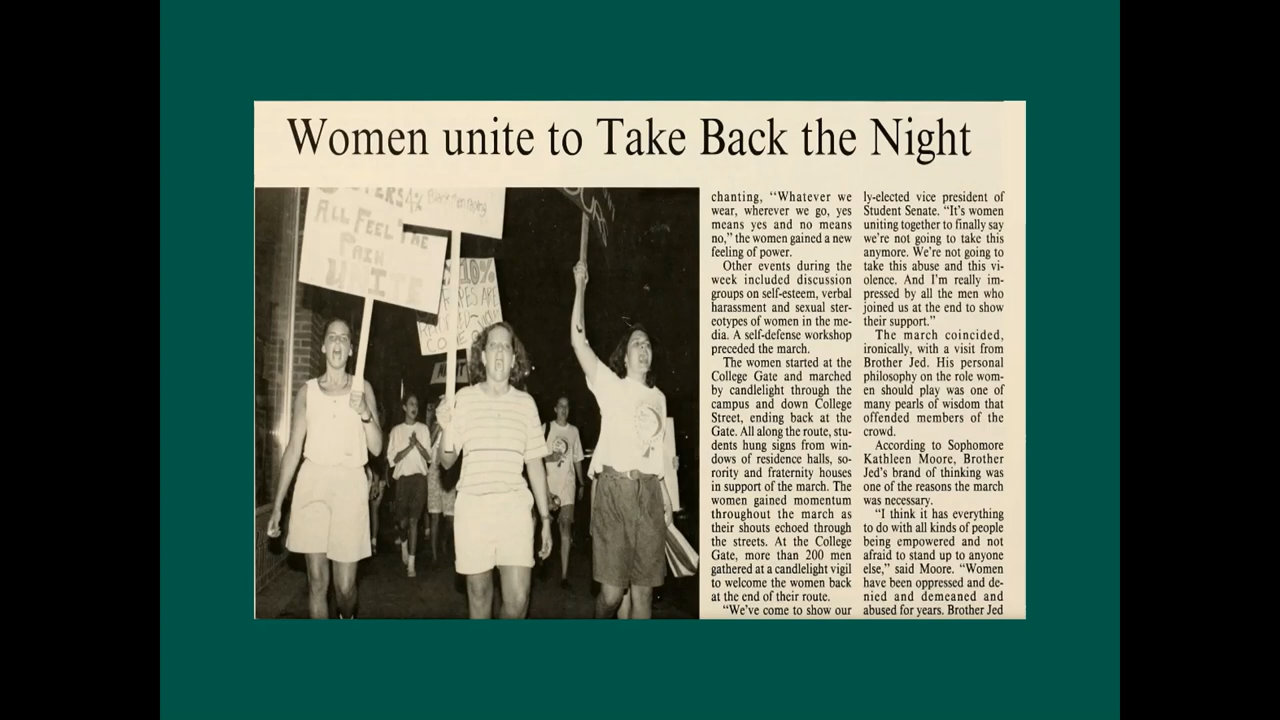 Women unite to Take Back the Night
ALL FEEL THE
PAIN
UNITE
10%
chanting, “Whatever we
wear, wherever we go, yes
means yes and no means
no,” the women gained a new
feeling of power.
Other events during the
week included discussion
groups on self-esteem, verbal
harassment and sexual ster-
eotypes of women in the me-
dia. A self-defense workshop
preceded the march.
The women started at the
College Gate and marched
by candlelight through the
campus and down College
Street, ending back at the
Gate. All along the route, stu-
dents hung signs from win-
dows of residence halls, so-
rority and fraternity houses
in support of the march. The
women gained momentum
throughout the march as
their shouts echoed through
the streets. At the College
Gate, more than 200 men
gathered at a candlelight vigil
to welcome the women back
at the end of their route.
“We’ve come to show our
ly-elected vice president of
Student Senate. “It’s women
uniting together to finally say
we’re not going to take this
anymore. We’re not going to
take this abuse and this vi-
olence. And I’m really im-
pressed by all the men who
joined us at the end to show
their support.”
The march coincided,
ironically, with a visit from
Brother Jed. His personal
philosophy on the role wom-
en should play was one of
many pearls of wisdom that
offended members of the
crowd.
According to Sophomore
Kathleen Moore, Brother
Jed’s brand of thinking was
one of the reasons the march
was necessary.
“I think it has everything
to do with all kinds of people
being empowered and not
afraid to stand up to anyone
else,” said Moore. “Women
have been oppressed and de-
nied and demeaned and
abused for years. Brother Jed